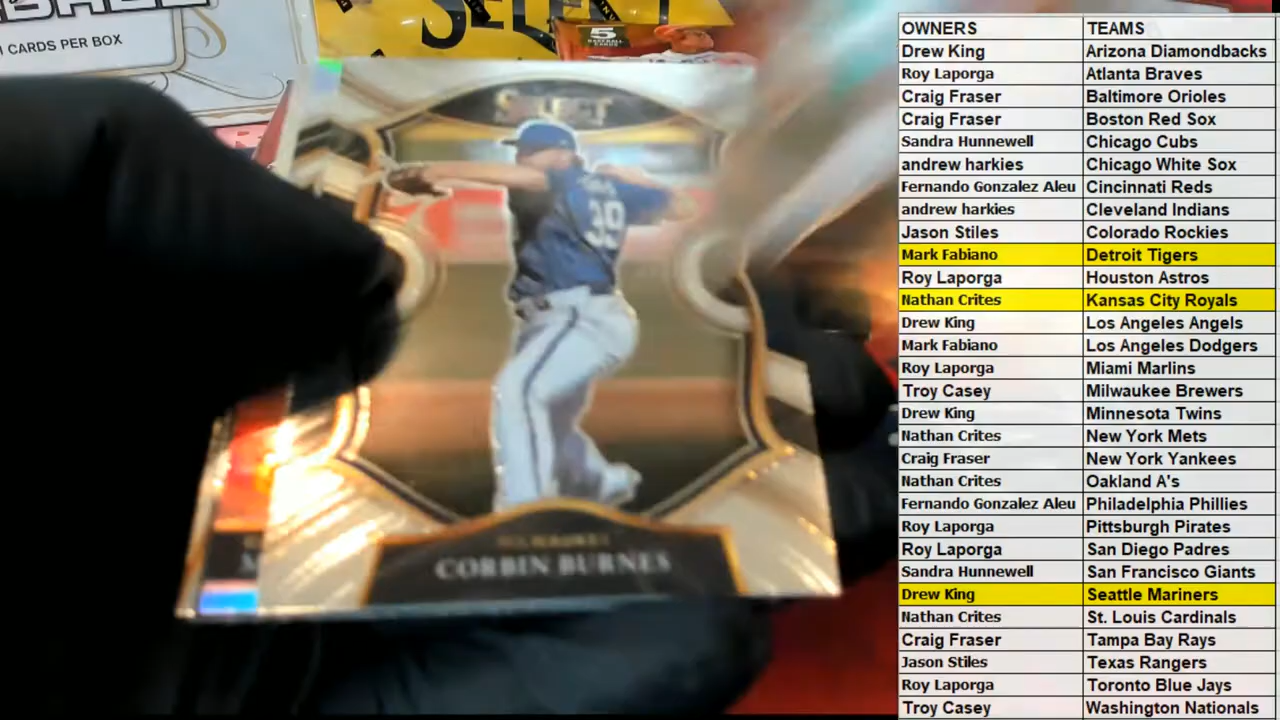 CARDS PER BOX
SELECT
5
SELECT
39
MILWAUKEE
CORBIN BURNES
OWNERS TEAMS
Drew King Arizona Diamondbacks
Roy Laporga Atlanta Braves
Craig Fraser Baltimore Orioles
Craig Fraser Boston Red Sox
Sandra Hunnewell Chicago Cubs
andrew harkies Chicago White Sox
Fernando Gonzalez Aleu Cincinnati Reds
andrew harkies Cleveland Indians
Jason Stiles Colorado Rockies
Mark Fabiano Detroit Tigers
Roy Laporga Houston Astros
Nathan Crites Kansas City Royals
Drew King Los Angeles Angels
Mark Fabiano Los Angeles Dodgers
Roy Laporga Miami Marlins
Troy Casey Milwaukee Brewers
Drew King Minnesota Twins
Nathan Crites New York Mets
Craig Fraser New York Yankees
Nathan Crites Oakland A's
Fernando Gonzalez Aleu Philadelphia Phillies
Roy Laporga Pittsburgh Pirates
Roy Laporga San Diego Padres
Sandra Hunnewell San Francisco Giants
Drew King Seattle Mariners
Nathan Crites St. Louis Cardinals
Craig Fraser Tampa Bay Rays
Jason Stiles Texas Rangers
Roy Laporga Toronto Blue Jays
Troy Casey Washington Nationals